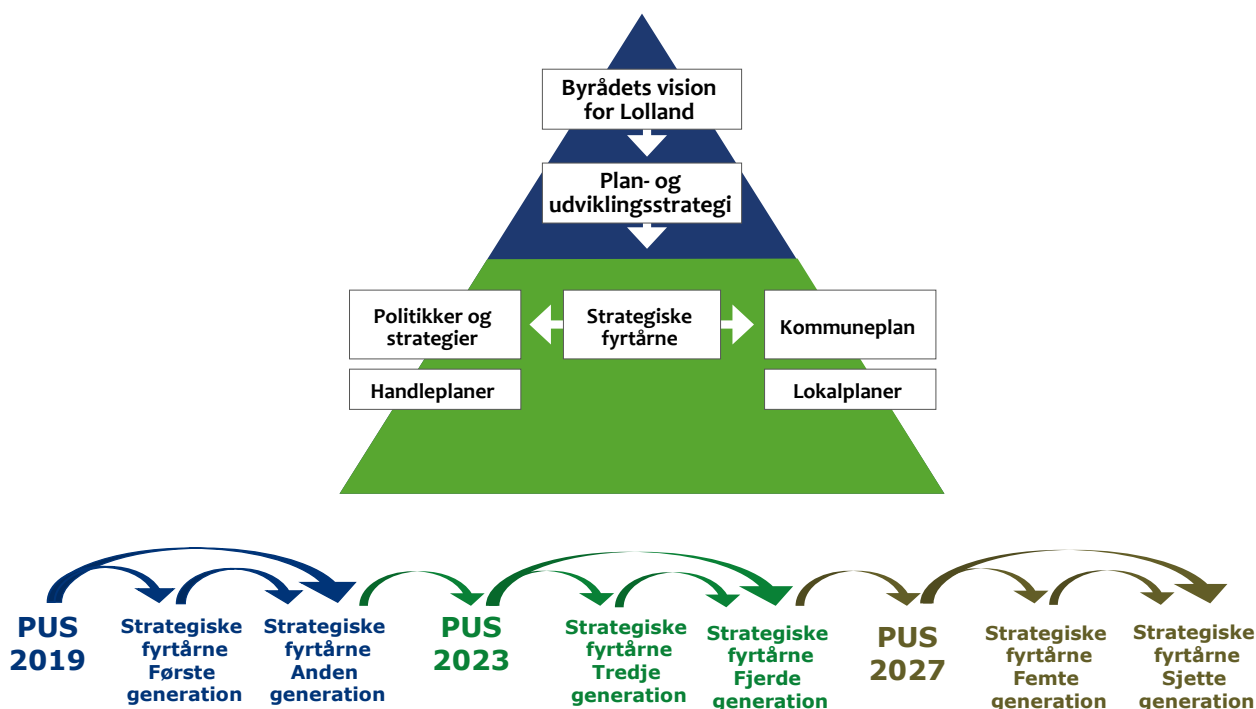 Byrådets vision
for Lolland
Plan- og
udviklingsstrategi
Politikker og
strategier
Strategiske
fyrtårne
Kommuneplan
Handleplaner
Lokalplaner
PUS
2019
Strategiske
fyrtårne
Første
generation
Strategiske
fyrtårne
Anden
generation
PUS
2023
Strategiske
fyrtårne
Tredje
generation
Strategiske
fyrtårne
Fjerde
generation
PUS
2027
Strategiske
fyrtårne
Femte
generation
Strategiske
fyrtårne
Sjette
generation